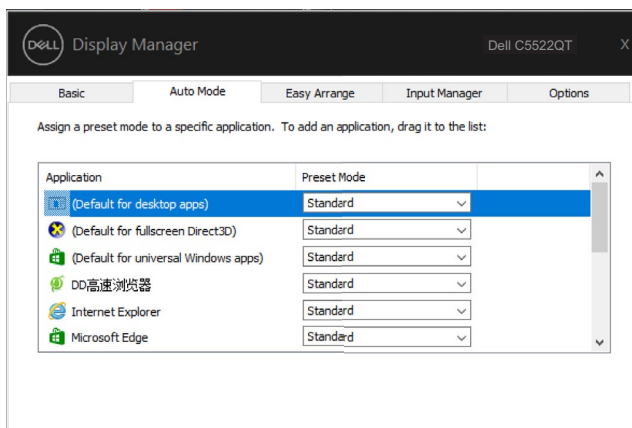 DELL Display Manager Dell C5522QT X
Basic Auto Mode Easy Arrange Input Manager Options
Assign a preset mode to a specific application. To add an application, drag it to the list:
Application Preset Mode
(Default for desktop apps) Standard
(Default for fullscreen Direct3D) Standard
(Default for universal Windows apps) Standard
DD高速浏览器 Standard
Internet Explorer Standard
Microsoft Edge Standard